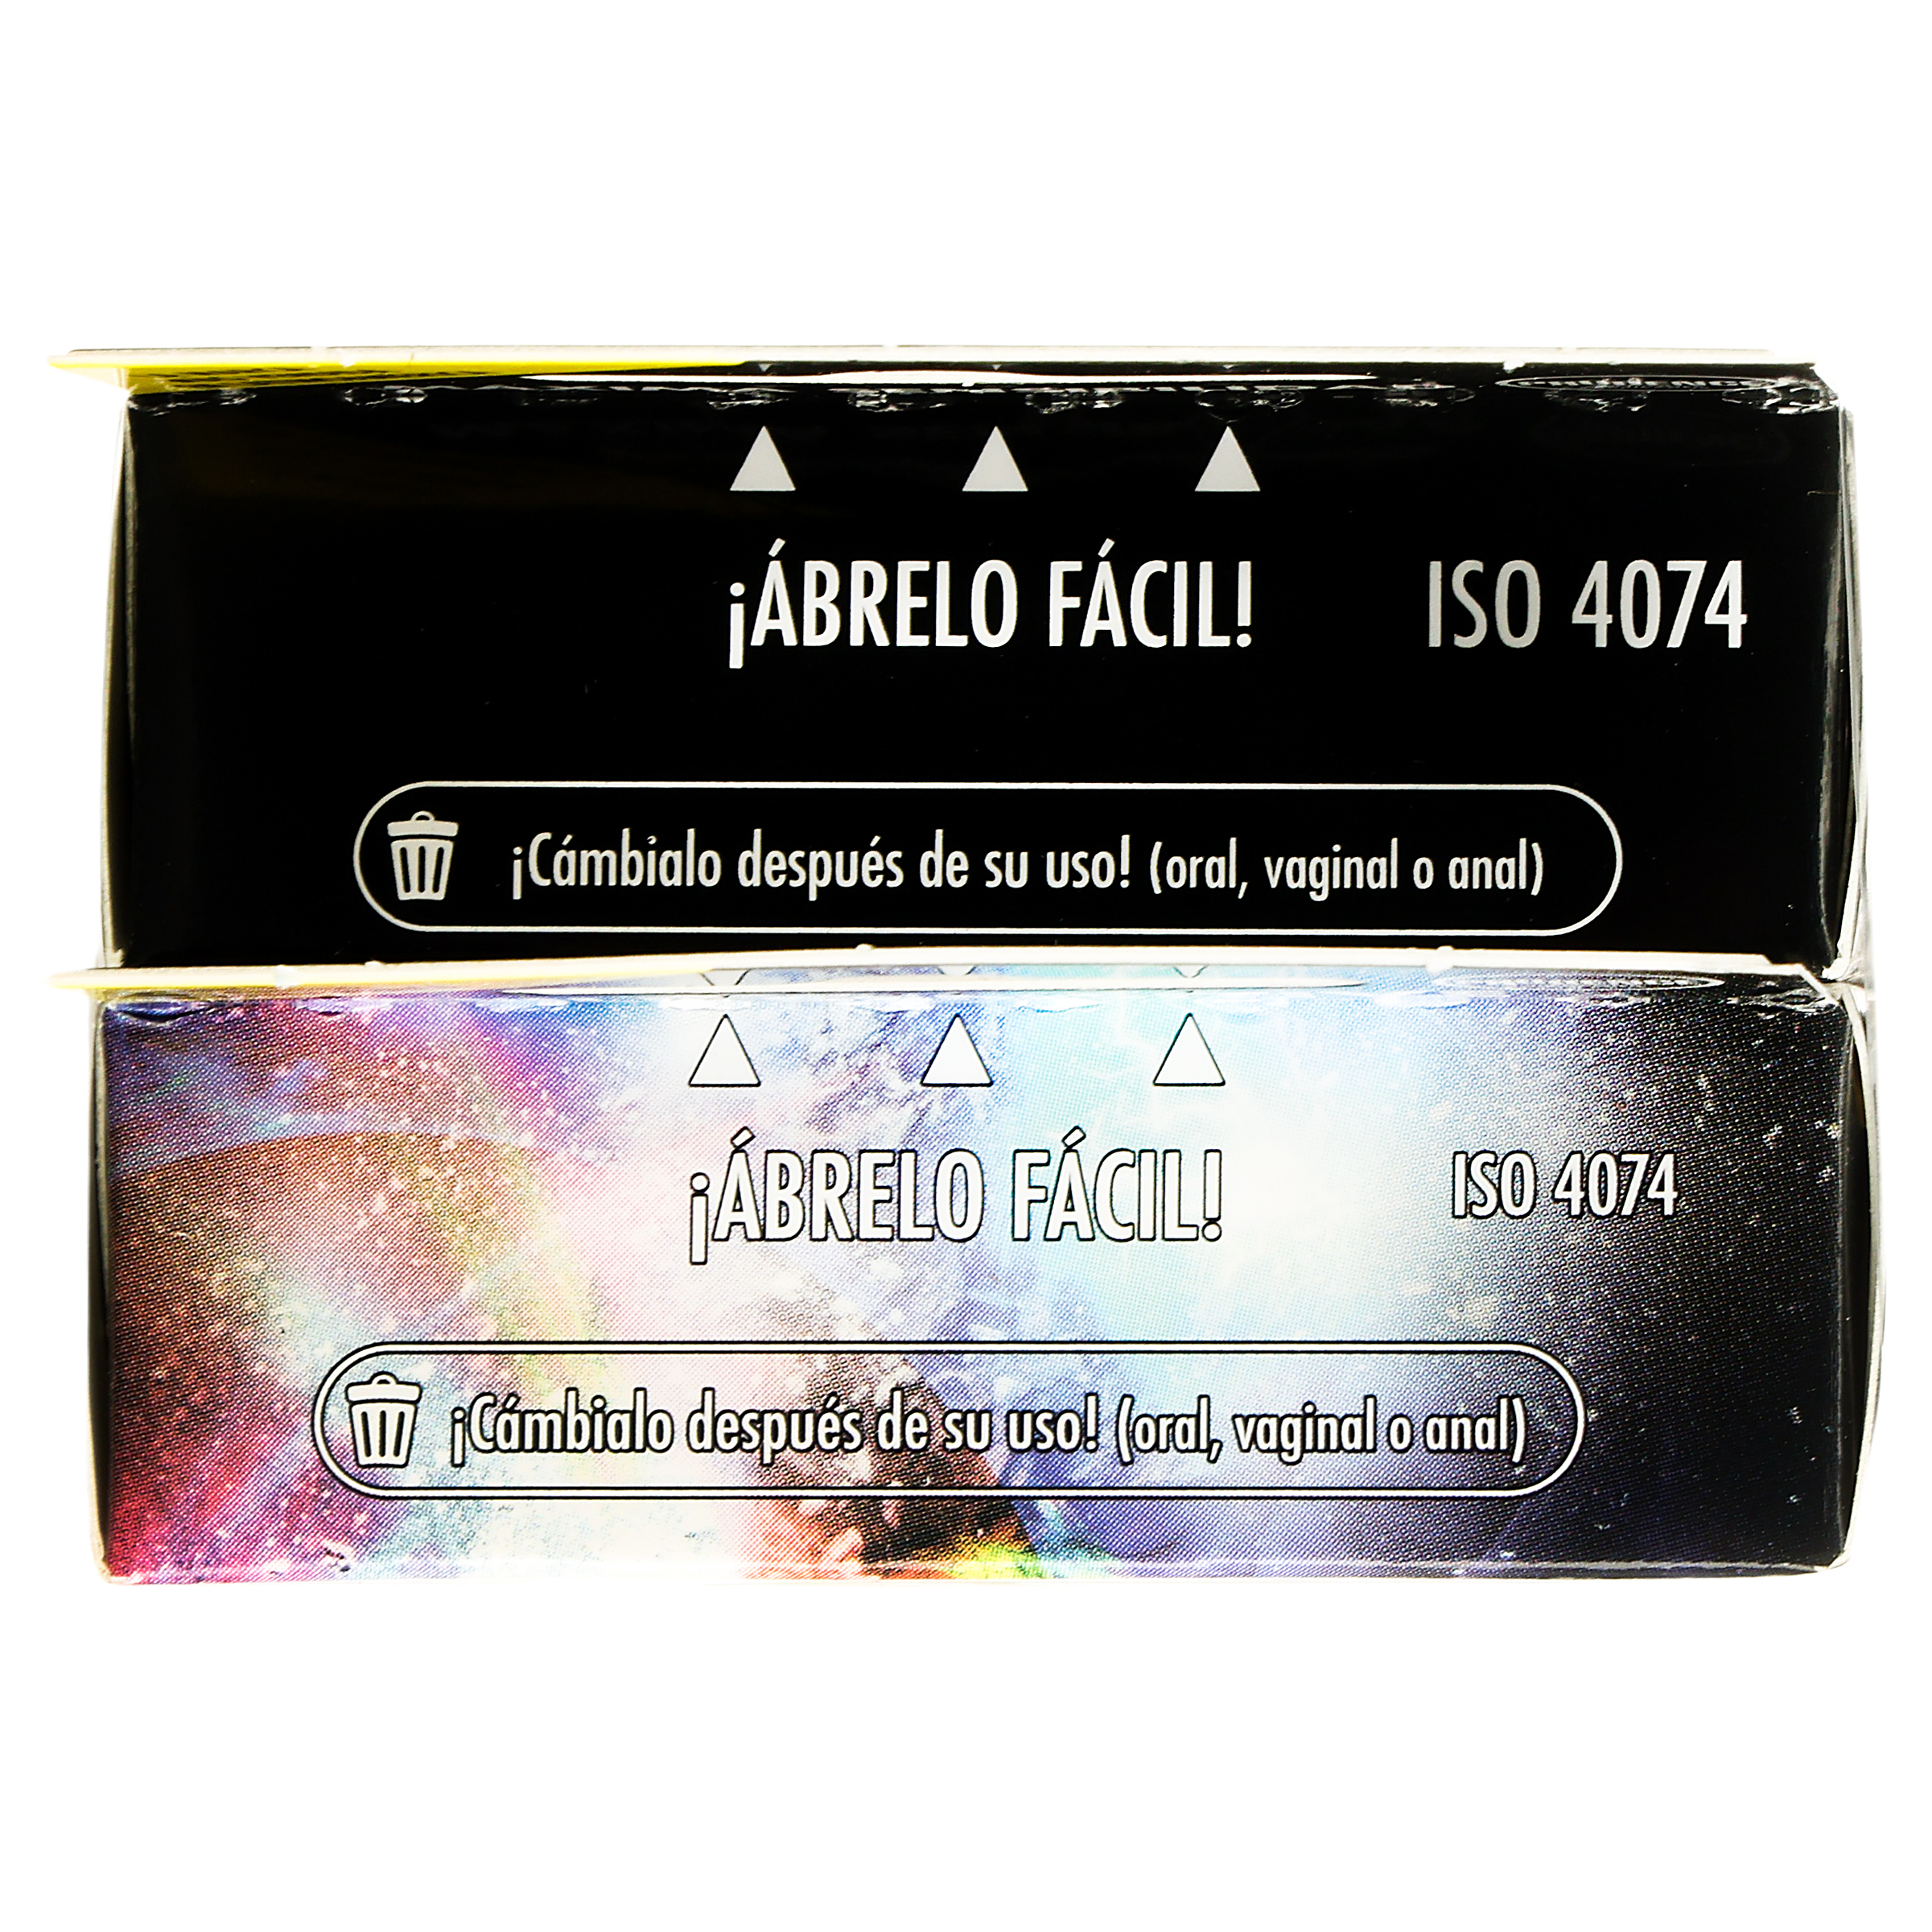 ¡ÁBRELO FÁCIL! ISO 4074
¡Cámbialo después de su uso! (oral, vaginal o anal)
¡ÁBRELO FÁCIL! ISO 4074
¡Cámbialo después de su uso! (oral, vaginal o anal)